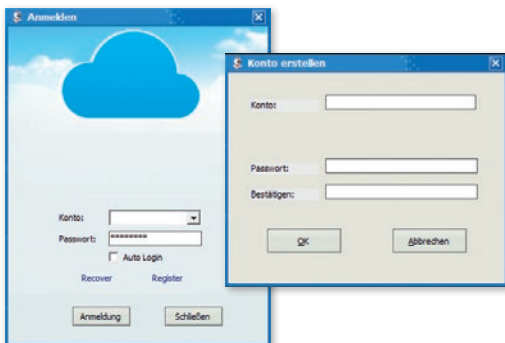 Anmelden
Konto:
Passwort: ********
Auto Login
Recover Register
Anmeldung Schließen
Konto erstellen
Konto:
Passwort:
Bestätigen:
OK Abbrechen